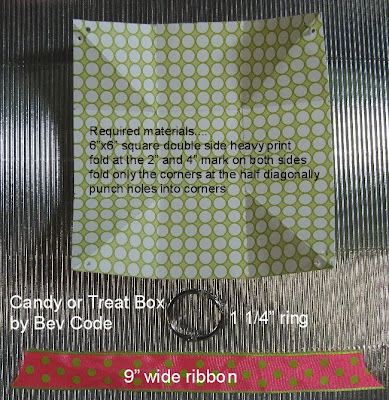 Required materials....
6"x6" square double side heavy print
fold at the 2" and 4" mark on both sides
fold only the corners at the half diagonally
punch holes into corners
Candy or Treat Box
by Bev Code
1 1/4" ring
9" wide ribbon